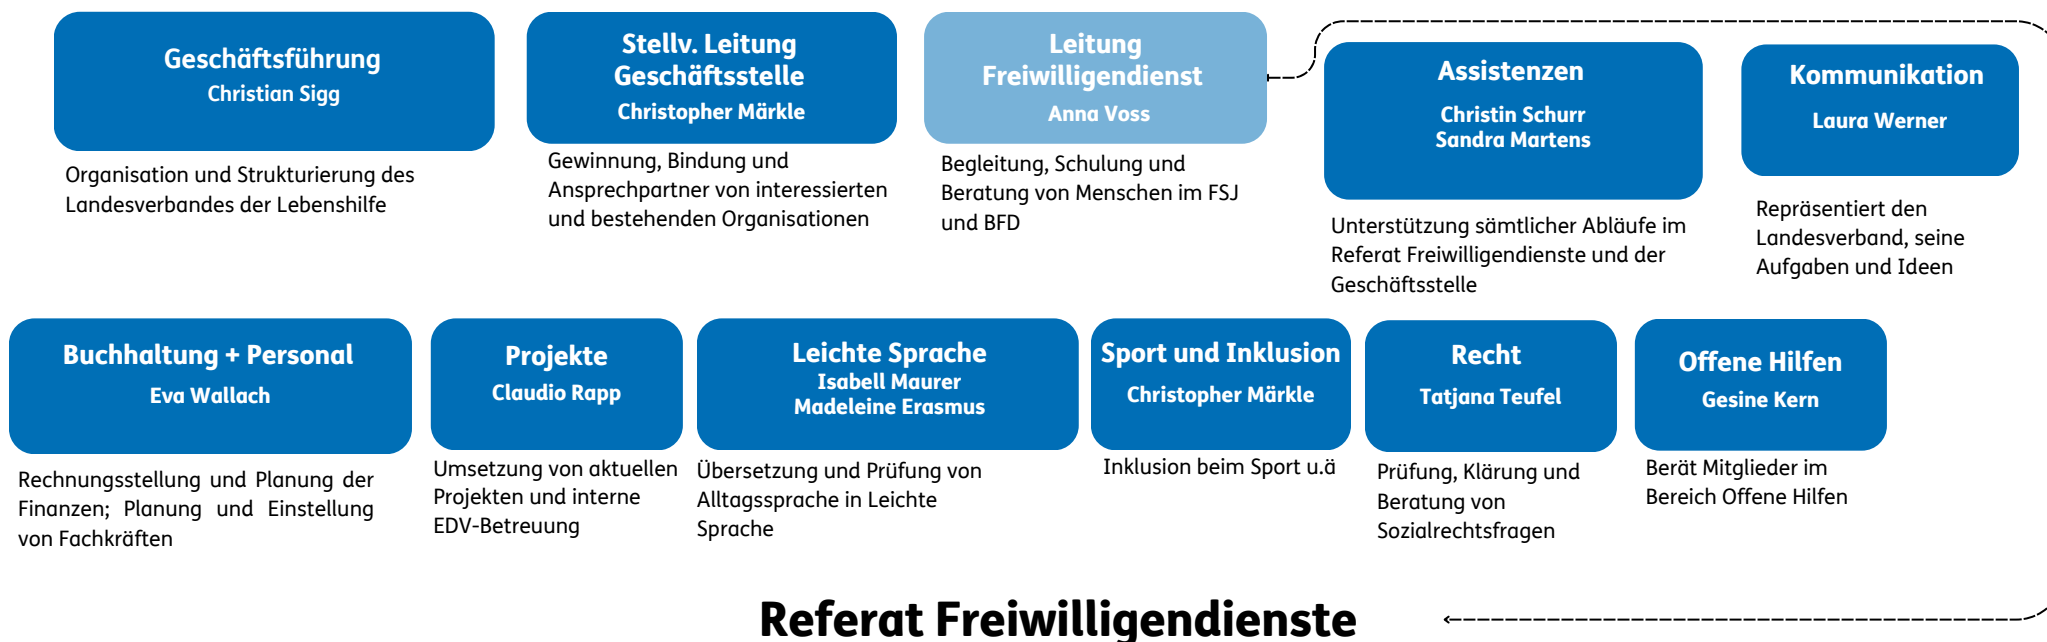 Geschäftsführung
Christian Sigg
Organisation und Strukturierung des
Landesverbandes der Lebenshilfe
Stellv. Leitung
Geschäftsstelle
Christopher Märkle
Gewinnung, Bindung und
Ansprechpartner von interessierten
und bestehenden Organisationen
Leitung
Freiwilligendienst
Anna Voss
Begleitung, Schulung und
Beratung von Menschen im FSJ
und BFD
Assistenzen
Christin Schurr
Sandra Martens
Unterstützung sämtlicher Abläufe im
Referat Freiwilligendienste und der
Geschäftsstelle
Kommunikation
Laura Werner
Repräsentiert den
Landesverband, seine
Aufgaben und Ideen
Buchhaltung + Personal
Eva Wallach
Rechnungsstellung und Planung der
Finanzen; Planung und Einstellung
von Fachkräften
Projekte
Claudio Rapp
Umsetzung von aktuellen
Projekten und interne
EDV-Betreuung
Leichte Sprache
Isabell Maurer
Madeleine Erasmus
Übersetzung und Prüfung von
Alltagssprache in Leichte
Sprache
Sport und Inklusion
Christopher Märkle
Inklusion beim Sport u.ä
Recht
Tatjana Teufel
Prüfung, Klärung und
Beratung von
Sozialrechtsfragen
Offene Hilfen
Gesine Kern
Berät Mitglieder im
Bereich Offene Hilfen
Referat Freiwilligendienste